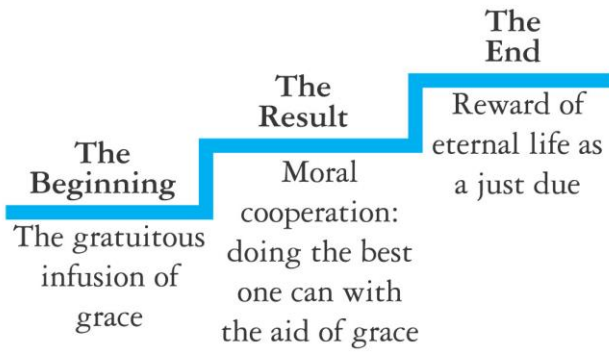 The
Beginning
The gratuitous
infusion of
grace
The
Result
Moral
cooperation:
doing the best
one can with
the aid of grace
The
End
Reward of
eternal life as
a just due